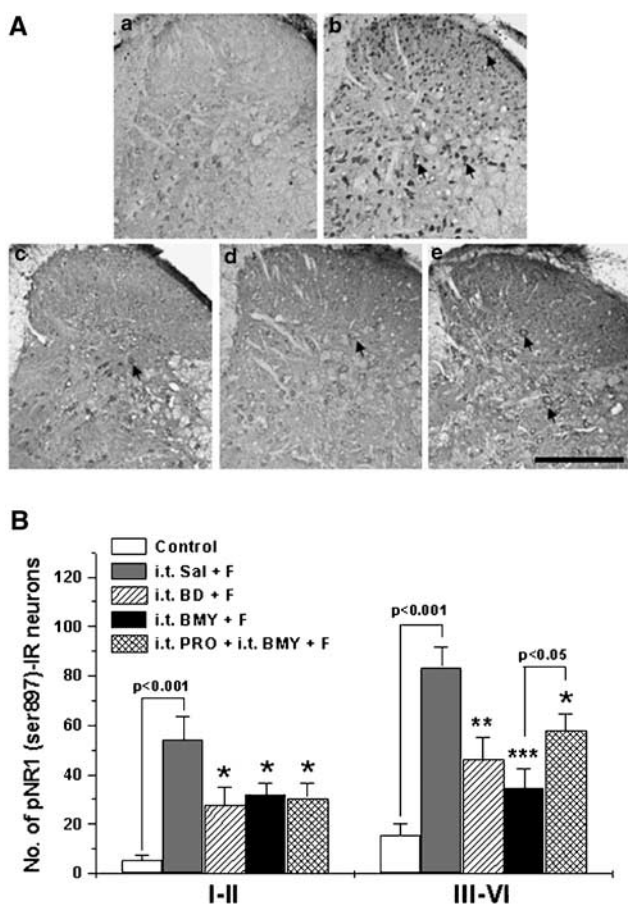 A
a
b
c
d
e
B
No. of pNR1 (ser897)-IR neurons
120
100
80
60
40
20
0
Control
i.t. Sal + F
i.t. BD + F
i.t. BMY + F
i.t. PRO + i.t. BMY + F
p<0.001
*
*
*
p<0.001
**
***
p<0.05
*
I-II
III-VI